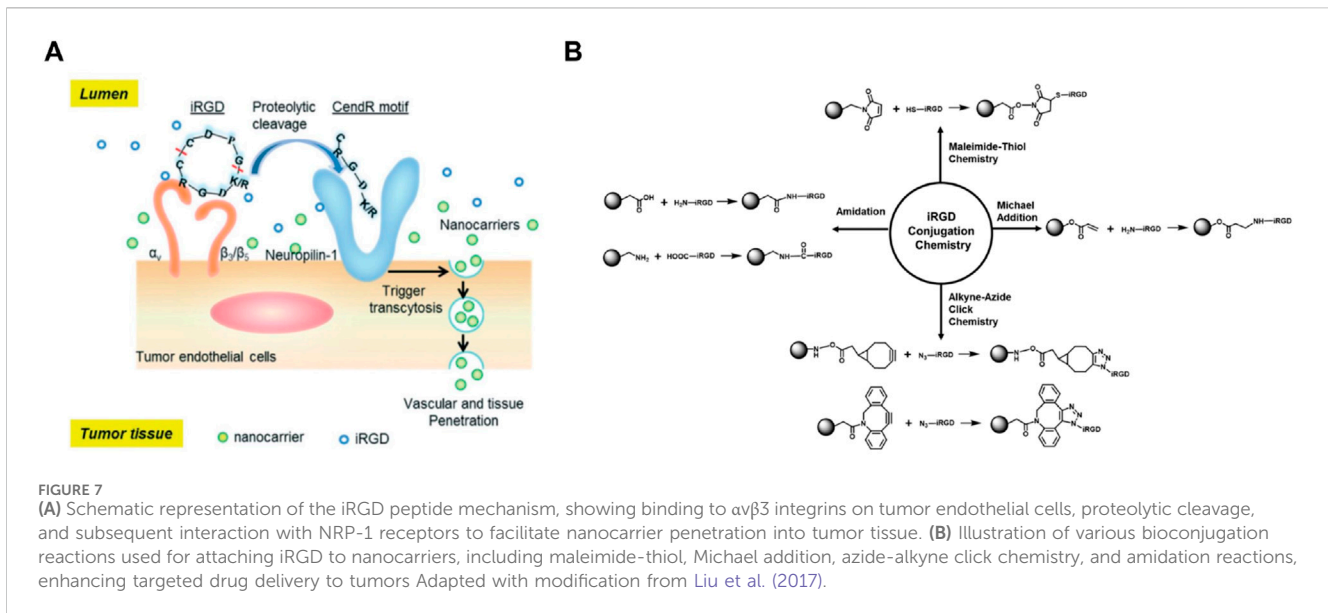 A
Lumen
iRGD
Proteolytic
cleavage
CendR motif
C D P G K/R D G R C C
C R G D K/R
Nanocarriers
αv
β3/β5
Neuropilin-1
Trigger
transcytosis
Tumor endothelial cells
Vascular and tissue
Penetration
Tumor tissue
nanocarrier
iRGD
B
N O O + HS–iRGD → O O N O O S–iRGD
Maleimide-Thiol
Chemistry
OH O + H₂N–iRGD → NH–iRGD O
Amidation
iRGD
Conjugation
Chemistry
Michael
Addition
O O + H₂N–iRGD → O O NH–iRGD
NH₂ + HOOC–iRGD → NH–C–iRGD O
Alkyne-Azide
Click
Chemistry
N H O O + N₃–iRGD → N H O O N N N iRGD
N O + N₃–iRGD → N O N N N iRGD
FIGURE 7
(A) Schematic representation of the iRGD peptide mechanism, showing binding to αvβ3 integrins on tumor endothelial cells, proteolytic cleavage,
and subsequent interaction with NRP-1 receptors to facilitate nanocarrier penetration into tumor tissue. (B) Illustration of various bioconjugation
reactions used for attaching iRGD to nanocarriers, including maleimide-thiol, Michael addition, azide-alkyne click chemistry, and amidation reactions,
enhancing targeted drug delivery to tumors Adapted with modification from Liu et al. (2017).